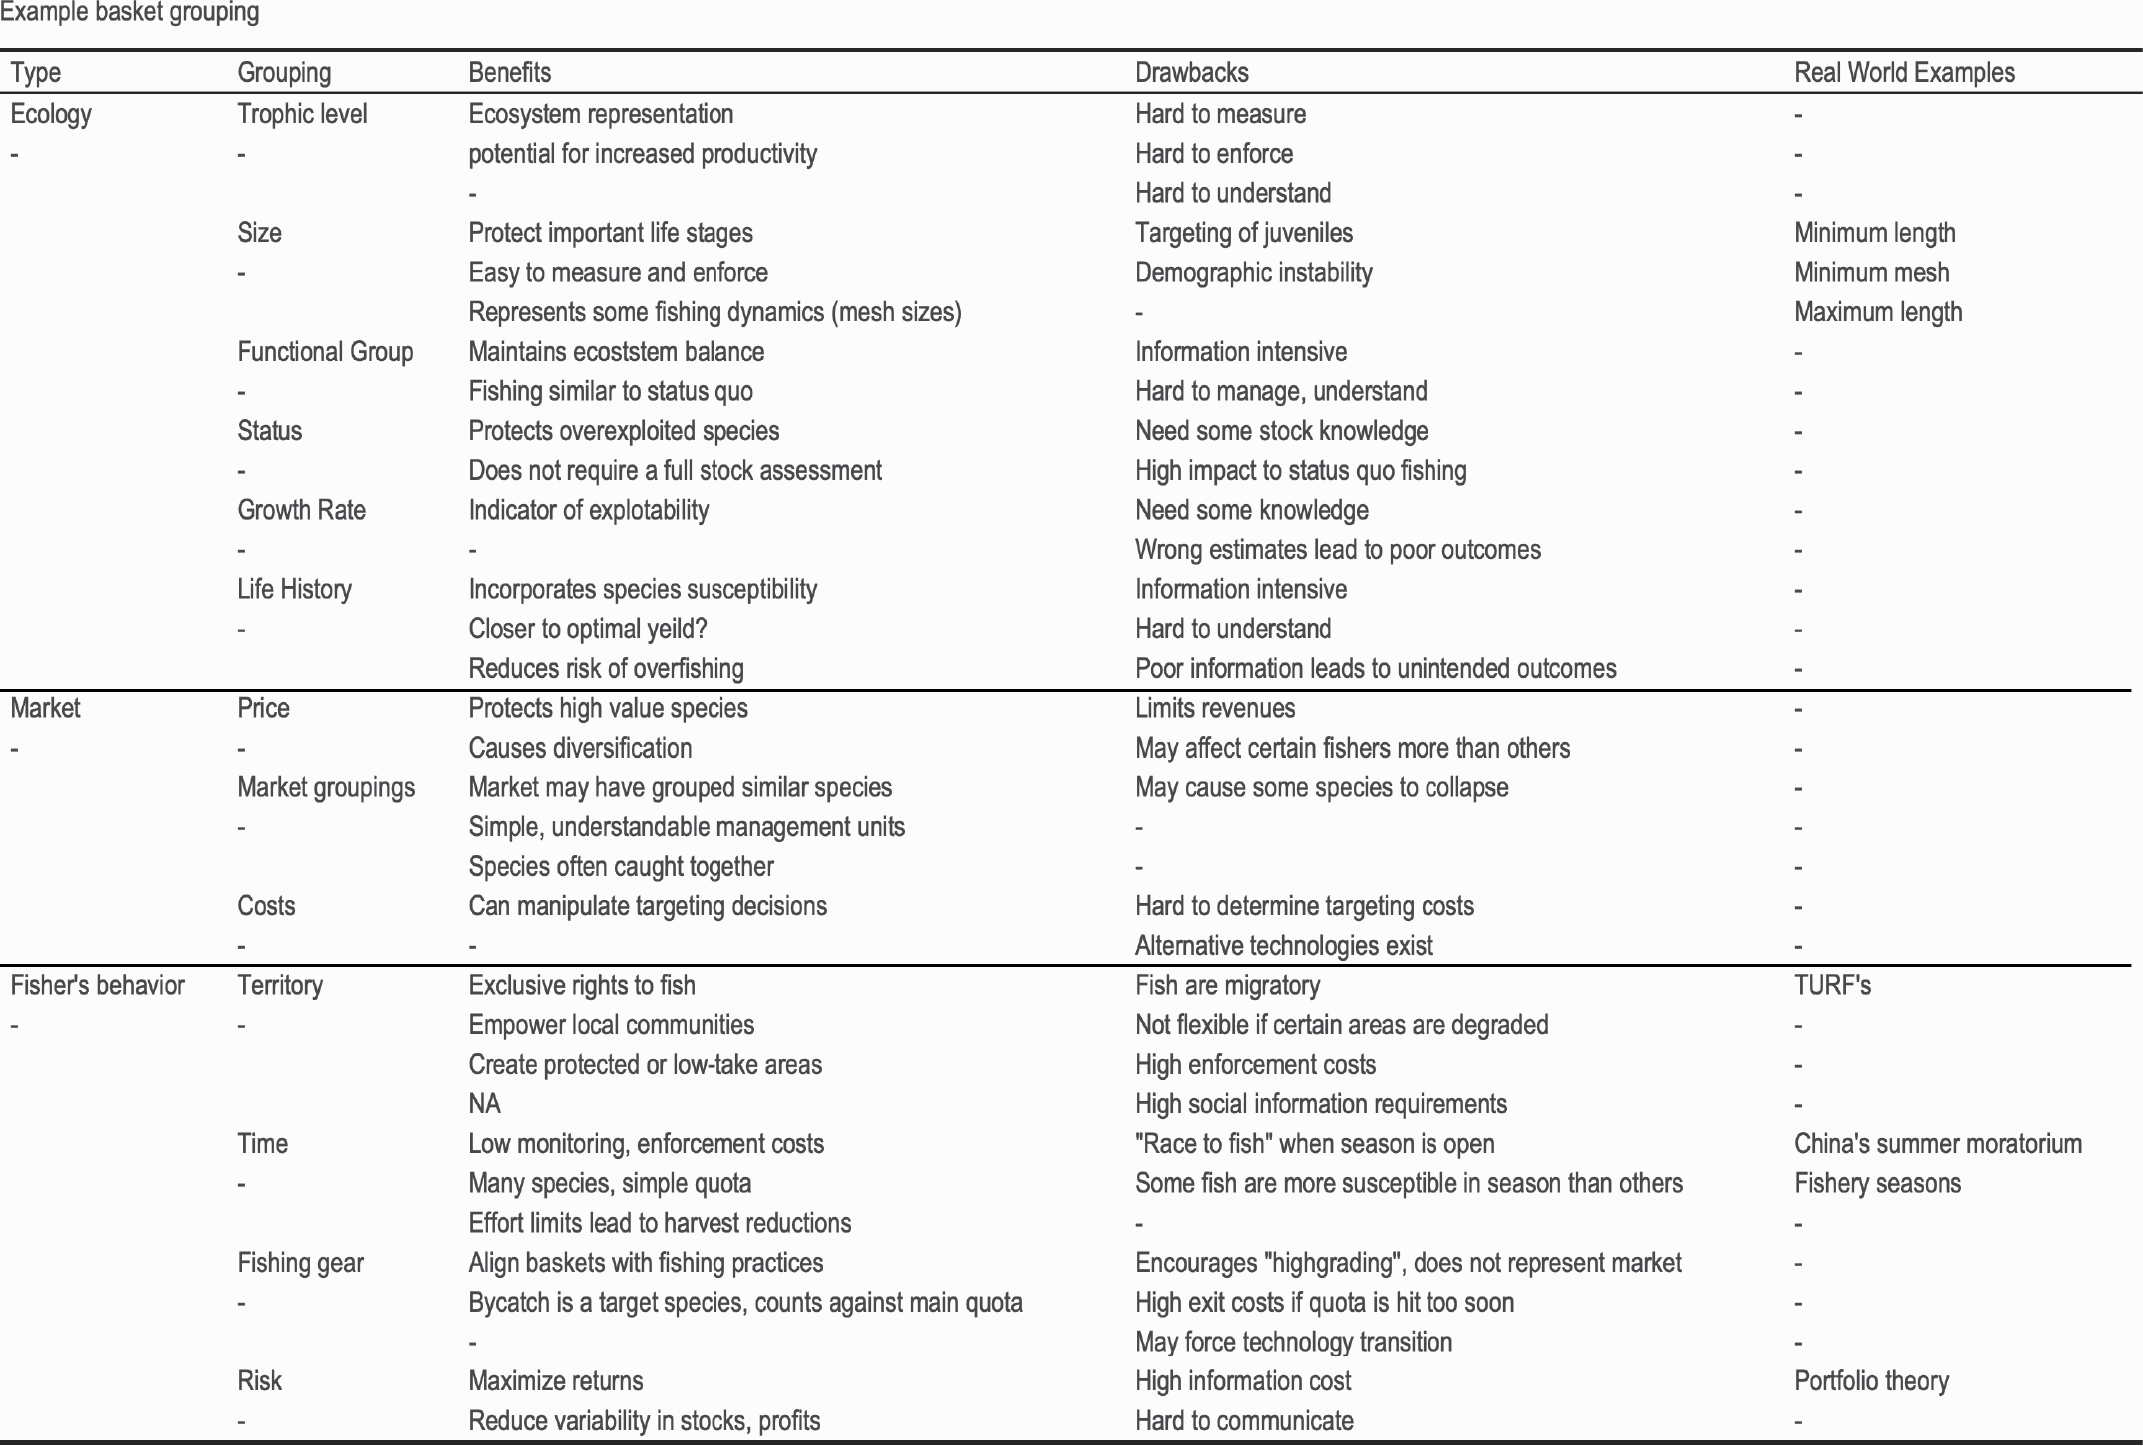 Example basket grouping
Type Grouping Benefits Drawbacks Real World Examples
Ecology Trophic level Ecosystem representation Hard to measure -
- - potential for increased productivity Hard to enforce -
- Hard to understand -
Size Protect important life stages Targeting of juveniles Minimum length
- Easy to measure and enforce Demographic instability Minimum mesh
Represents some fishing dynamics (mesh sizes) - Maximum length
Functional Group Maintains ecoststem balance Information intensive -
- Fishing similar to status quo Hard to manage, understand -
Status Protects overexploited species Need some stock knowledge -
- Does not require a full stock assessment High impact to status quo fishing -
Growth Rate Indicator of explotability Need some knowledge -
- - Wrong estimates lead to poor outcomes -
Life History Incorporates species susceptibility Information intensive -
- Closer to optimal yeild? Hard to understand -
Reduces risk of overfishing Poor information leads to unintended outcomes -
Market Price Protects high value species Limits revenues -
- - Causes diversification May affect certain fishers more than others -
Market groupings Market may have grouped similar species May cause some species to collapse -
- Simple, understandable management units - -
Species often caught together - -
Costs Can manipulate targeting decisions Hard to determine targeting costs -
- - Alternative technologies exist -
Fisher's behavior Territory Exclusive rights to fish Fish are migratory TURF's
- - Empower local communities Not flexible if certain areas are degraded -
Create protected or low-take areas High enforcement costs -
NA High social information requirements -
Time Low monitoring, enforcement costs "Race to fish" when season is open China's summer moratorium
- Many species, simple quota Some fish are more susceptible in season than others Fishery seasons
Effort limits lead to harvest reductions - -
Fishing gear Align baskets with fishing practices Encourages "highgrading", does not represent market -
- Bycatch is a target species, counts against main quota High exit costs if quota is hit too soon -
- May force technology transition -
Risk Maximize returns High information cost Portfolio theory
- Reduce variability in stocks, profits Hard to communicate -